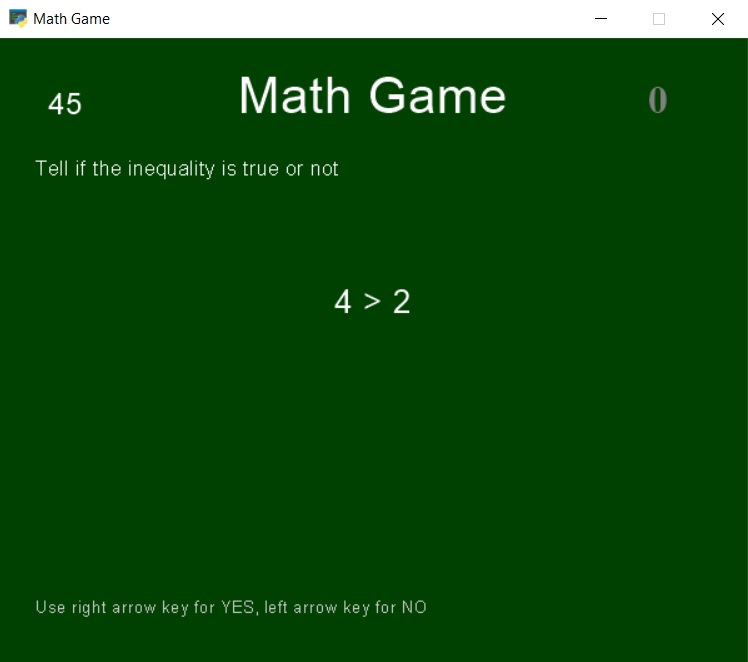 Math Game
45
Math Game
0
Tell if the inequality is true or not
4 > 2
Use right arrow key for YES, left arrow key for NO